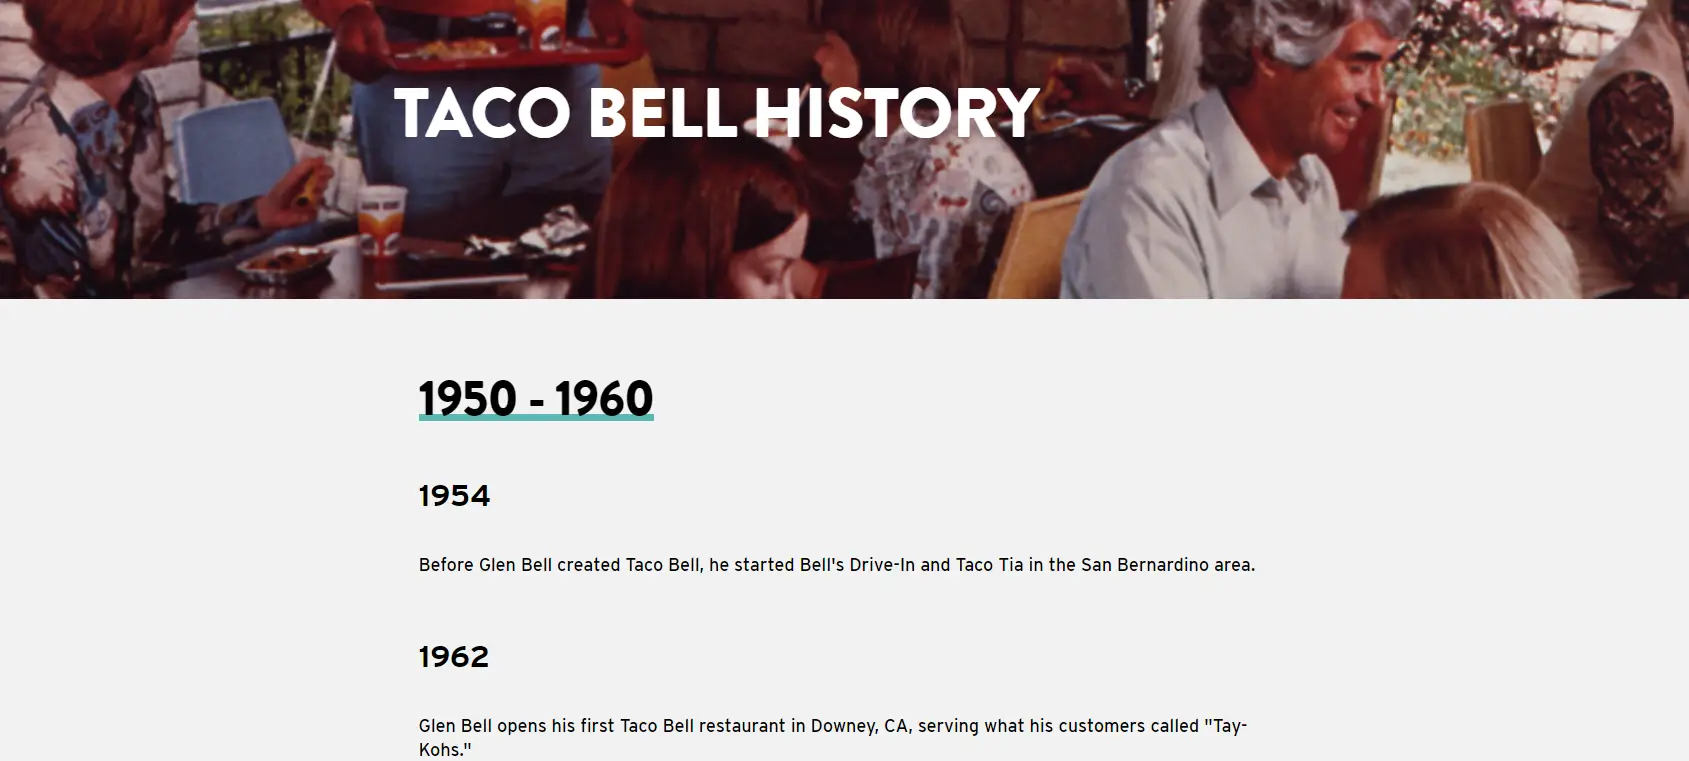 TACO BELL HISTORY
1950 - 1960
1954
Before Glen Bell created Taco Bell, he started Bell's Drive-In and Taco Tia in the San Bernardino area.
1962
Glen Bell opens his first Taco Bell restaurant in Downey, CA, serving what his customers called "Tay-
Kohs."